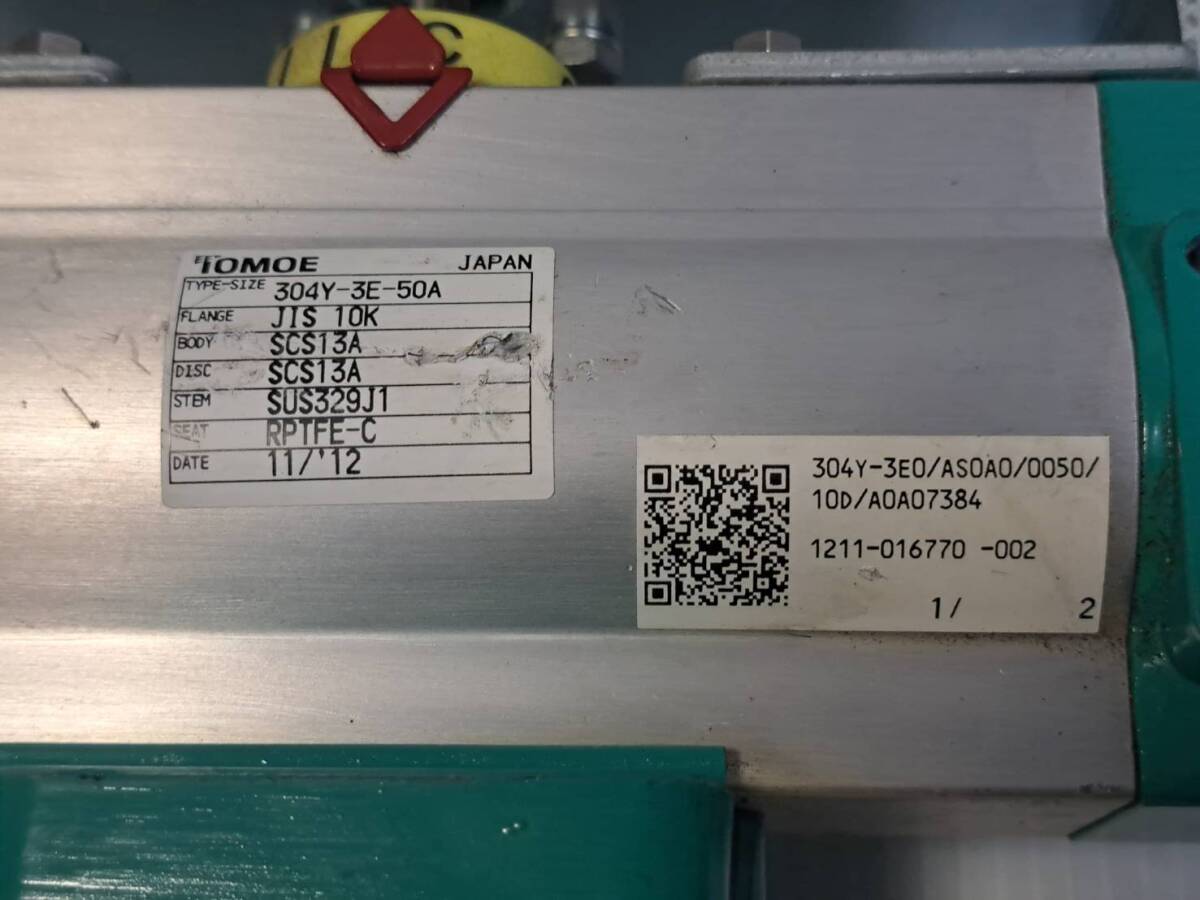 TOMOE JAPAN
TYPE-SIZE 304Y-3E-50A
FLANGE JIS 10K
BODY SCS13A
DISC SCS13A
STEM SUS329J1
SEAT RPTFE-C
DATE 11/'12
304Y-3E0/AS0A0/0050/
10D/A0A07384
1211-016770 -002
1/ 2